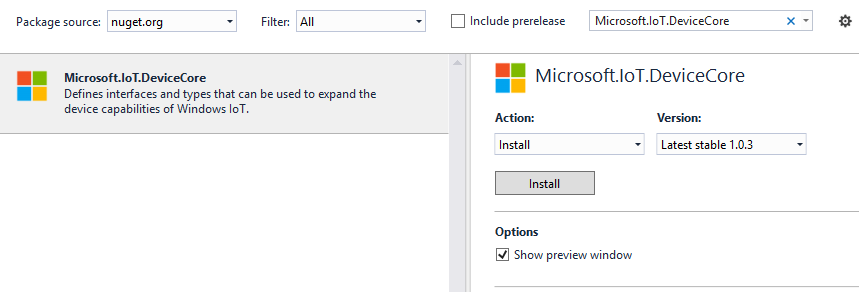 Package source: nuget.org Filter: All Include prerelease Microsoft.IoT.DeviceCore
Microsoft.IoT.DeviceCore
Defines interfaces and types that can be used to expand the
device capabilities of Windows IoT.
Microsoft.IoT.DeviceCore
Action: Version:
Install Latest stable 1.0.3
Install
Options
Show preview window